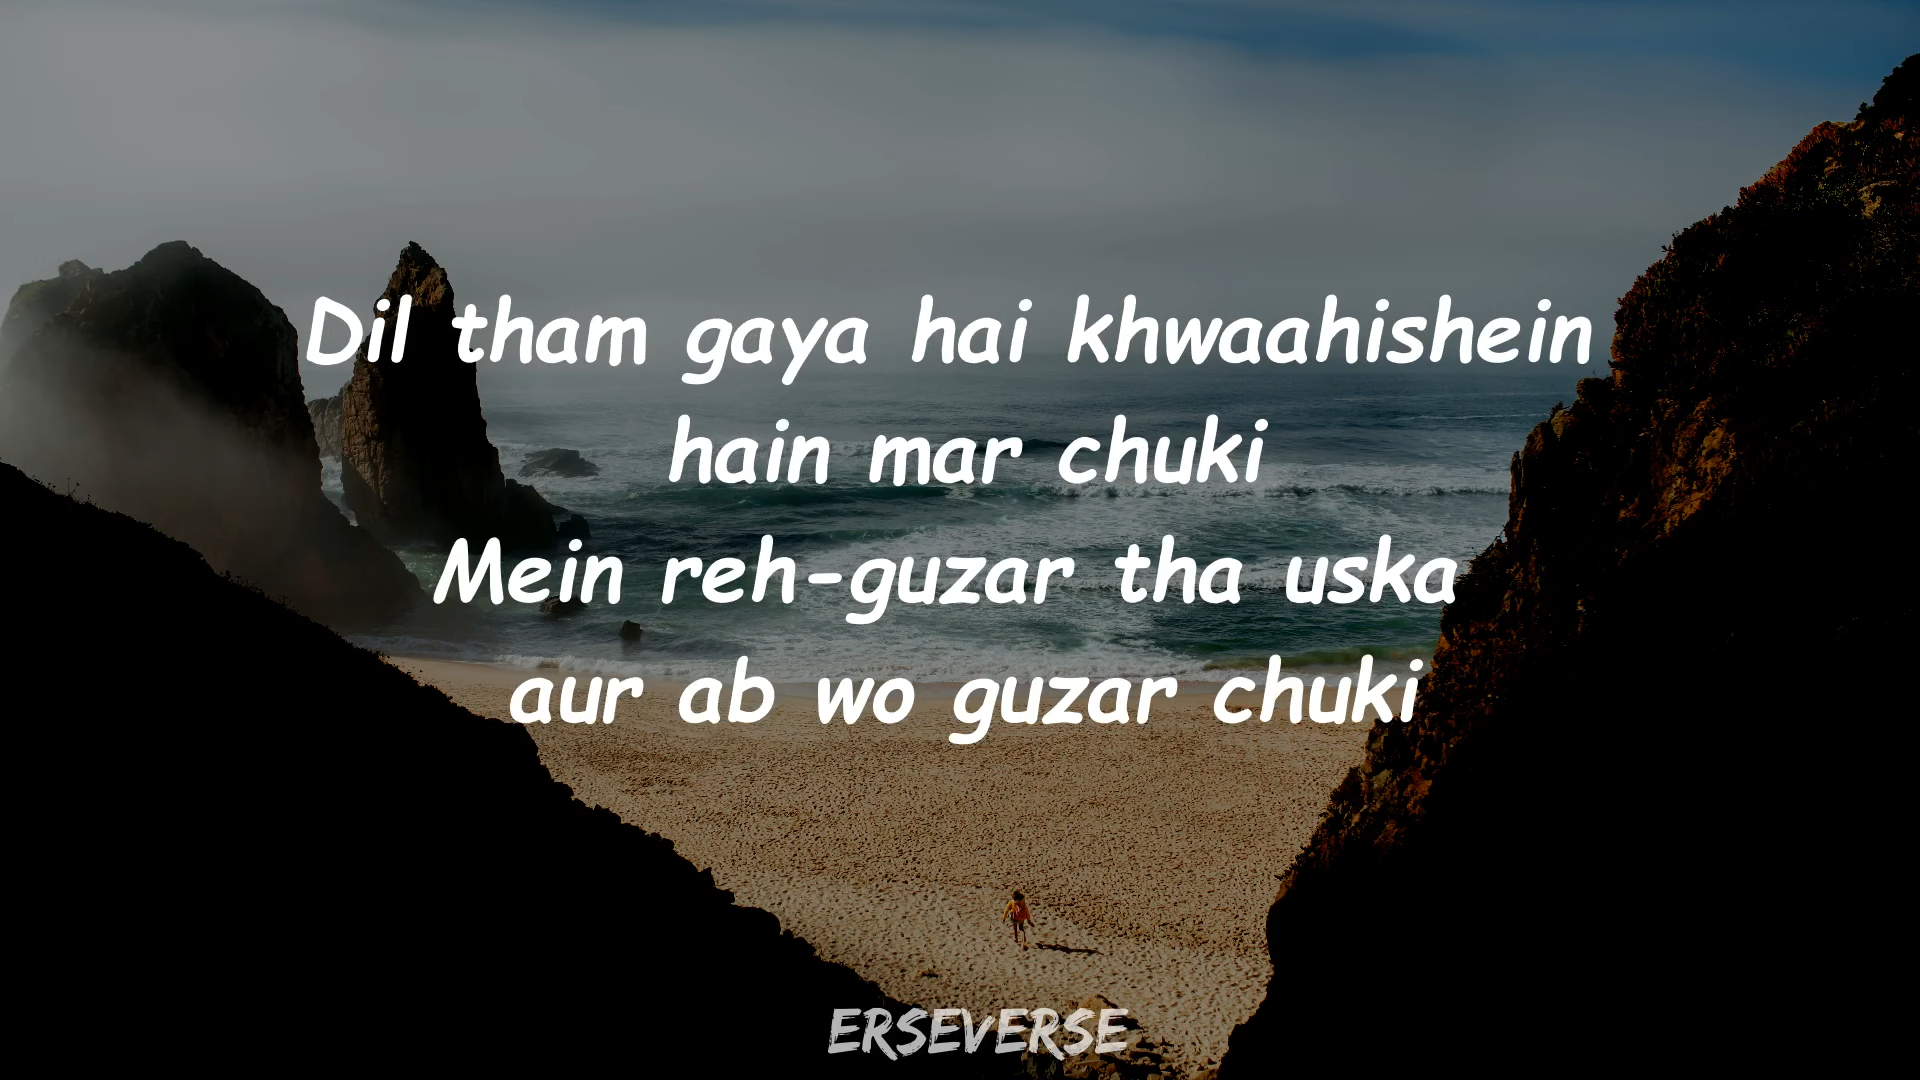 Dil tham gaya hai khwaahishein
hain mar chuki
Mein reh-guzar tha uska
aur ab wo guzar chuki
ERSEVERSE